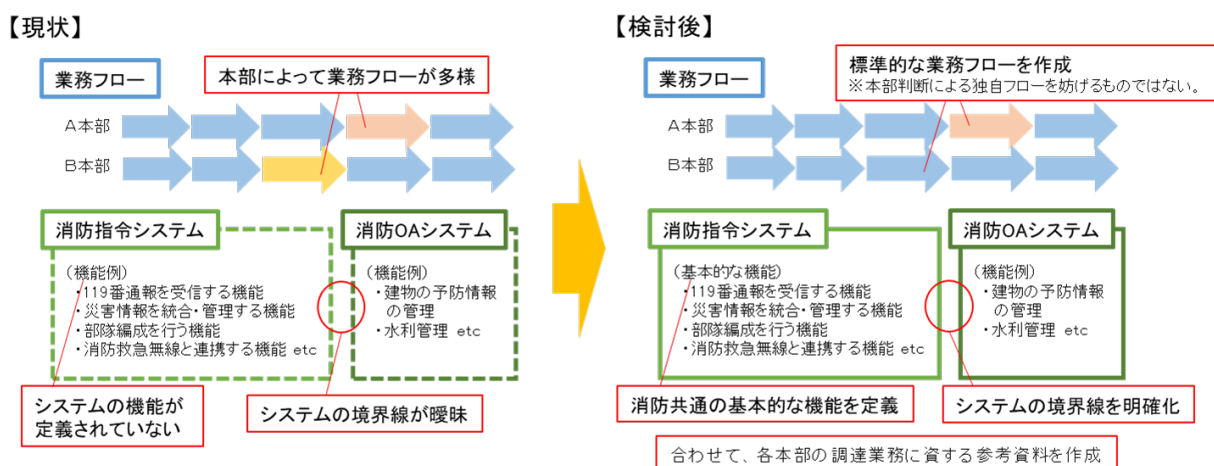 【現状】
業務フロー
本部によって業務フローが多様
A本部
B本部
消防指令システム
（機能例）
・119番通報を受信する機能
・災害情報を統合・管理する機能
・部隊編成を行う機能
・消防救急無線と連携する機能 etc
消防OAシステム
（機能例）
・建物の予防情報
の管理
・水利管理 etc
システムの機能が
定義されていない
システムの境界線が曖昧
【検討後】
業務フロー
標準的な業務フローを作成
※本部判断による独自フローを妨げるものではない。
A本部
B本部
消防指令システム
（基本的な機能）
・119番通報を受信する機能
・災害情報を統合・管理する機能
・部隊編成を行う機能
・消防救急無線と連携する機能 etc
消防OAシステム
（機能例）
・建物の予防情報
の管理
・水利管理 etc
消防共通の基本的な機能を定義
システムの境界線を明確化
合わせて、各本部の調達業務に資する参考資料を作成